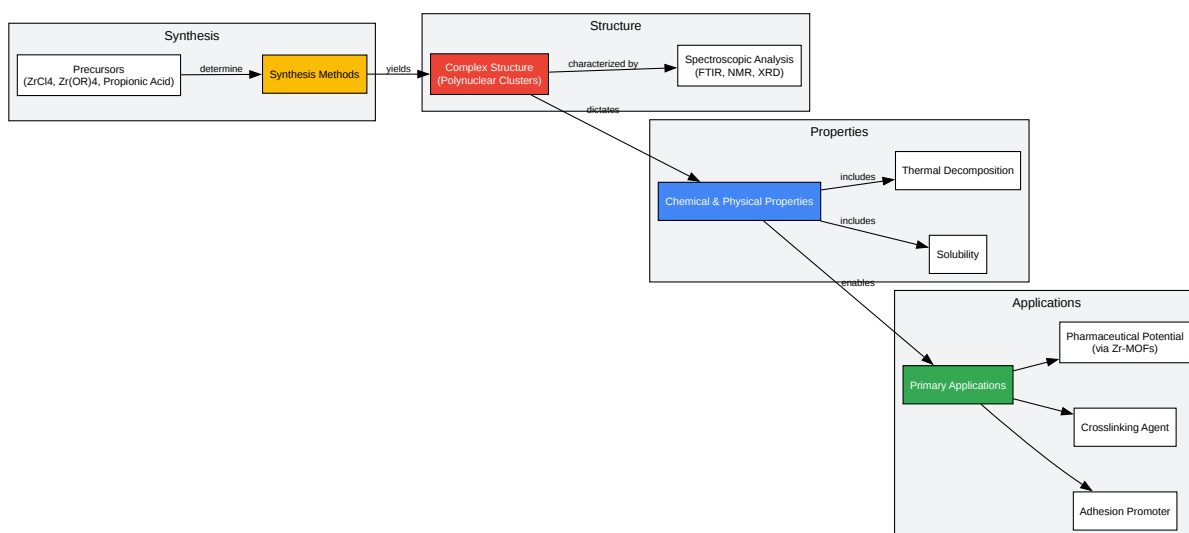 Synthesis
Precursors
(ZrCl4, Zr(OR)4, Propionic Acid)
determine
Synthesis Methods
yields
Structure
Complex Structure
(Polynuclear Clusters)
characterized by
Spectroscopic Analysis
(FTIR, NMR, XRD)
dictates
Properties
Chemical & Physical Properties
includes
Thermal Decomposition
includes
Solubility
enables
Applications
Primary Applications
Pharmaceutical Potential
(via Zr-MOFs)
Crosslinking Agent
Adhesion Promoter